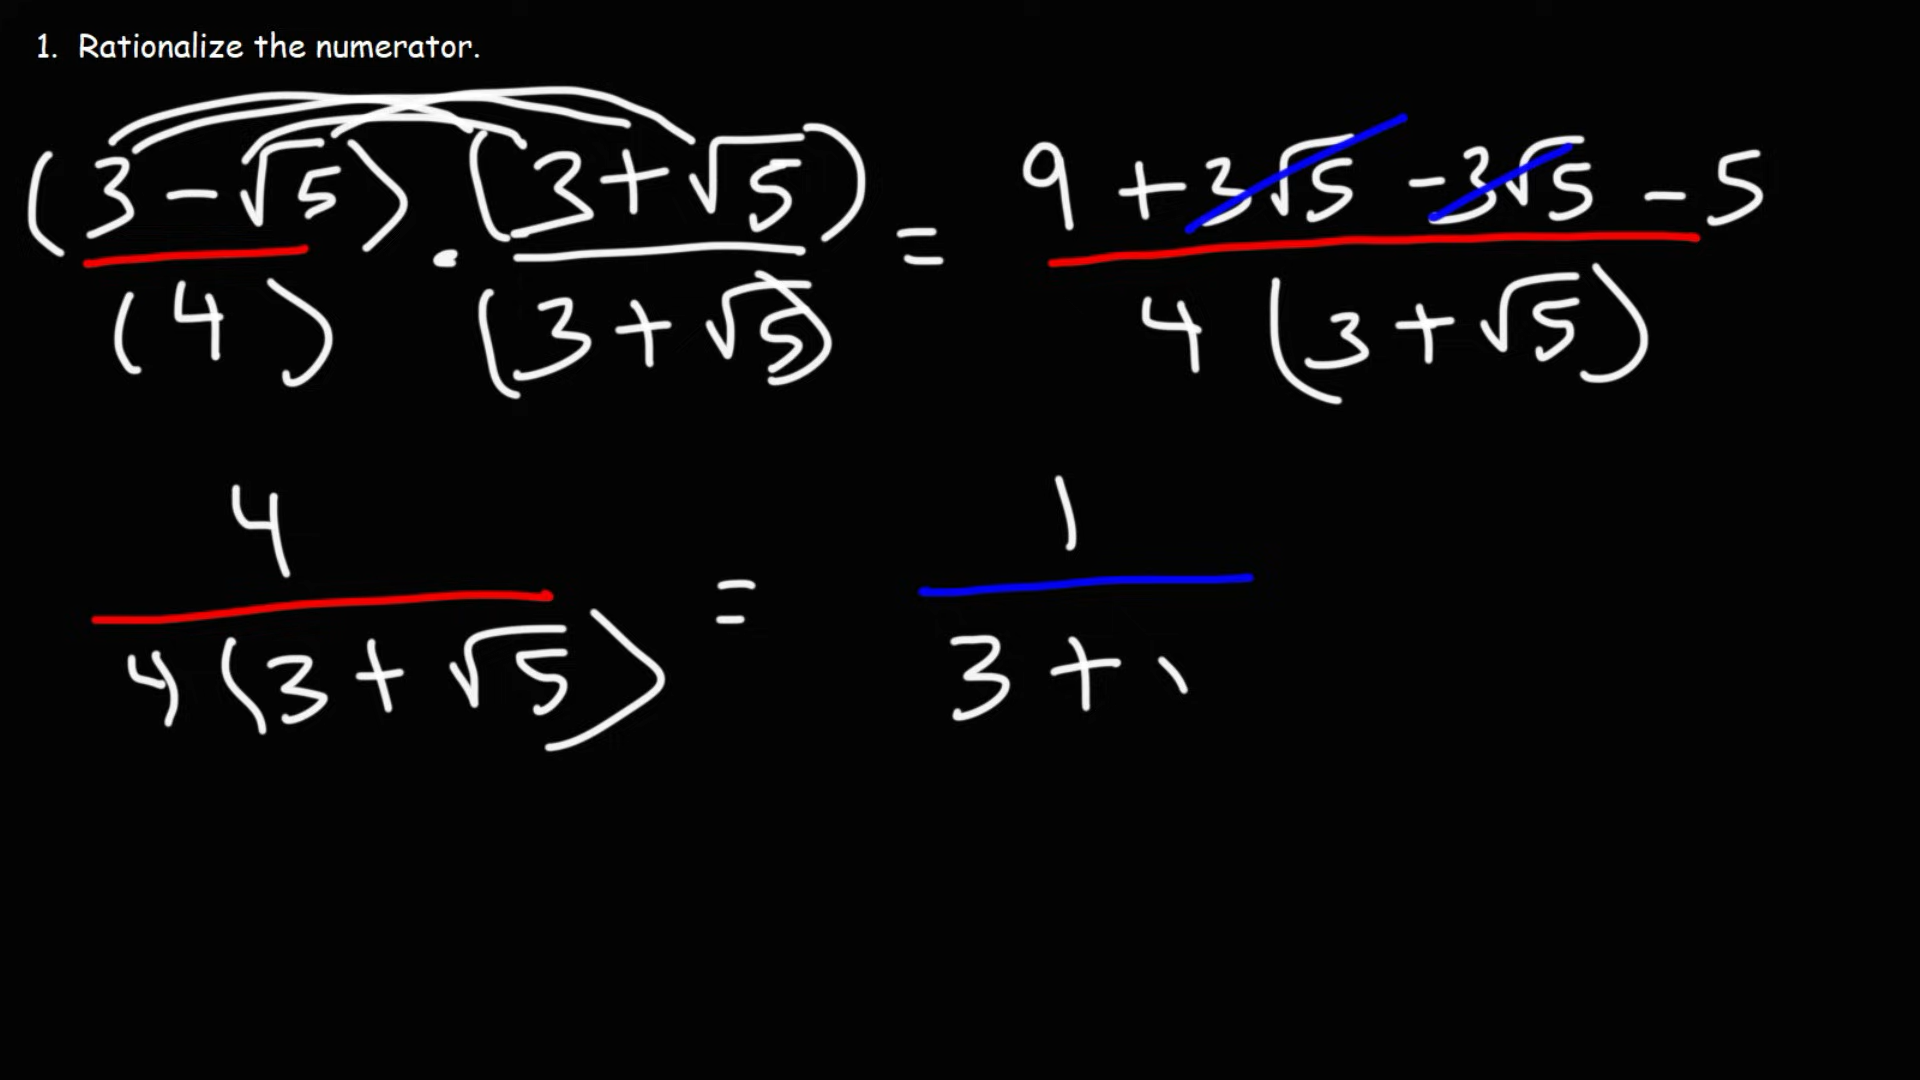 1. Rationalize the numerator.
(3 - √5) / (4) · (3 + √5) / (3 + √5) = 9 + 3√5 - 3√5 - 5 / 4 (3 + √5)
4 / 4 (3 + √5) = 1 / 3 +